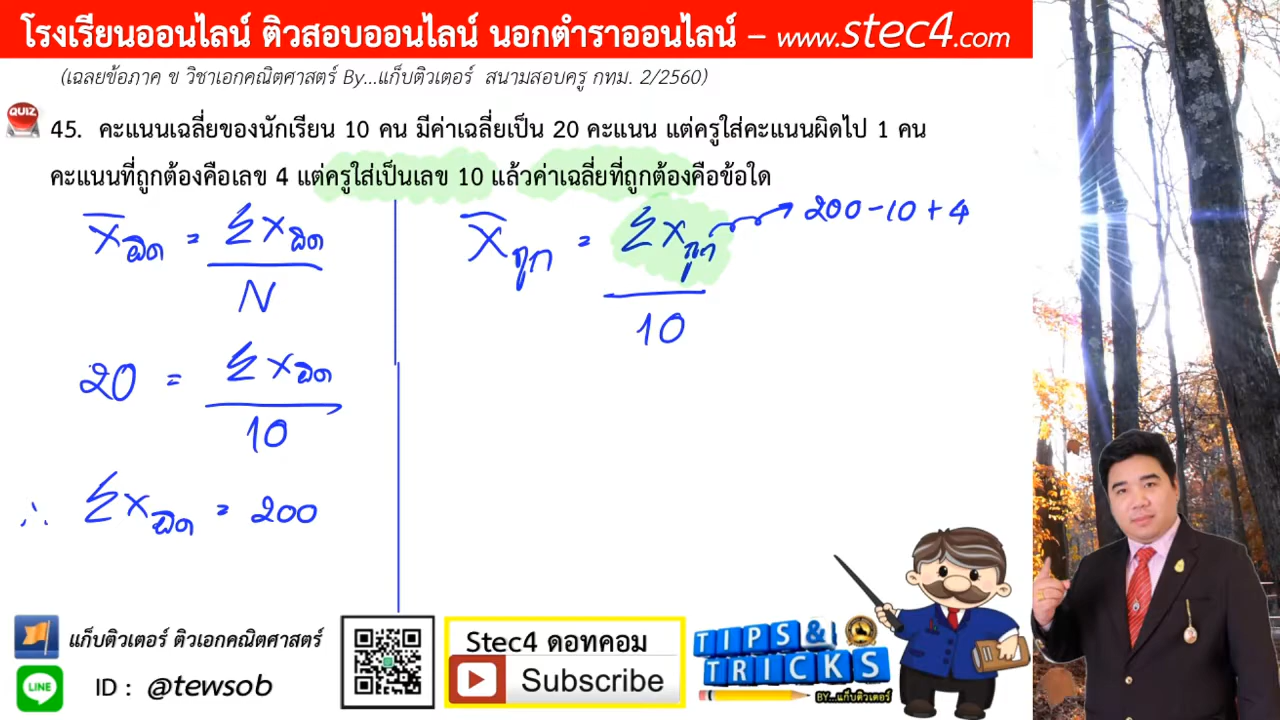 โรงเรียนออนไลน์ ติวสอบออนไลน์ นอกตำราออนไลน์ – www.stec4.com
(เฉลยข้อภาค ข วิชาเอกคณิตศาสตร์ By...แก็บติวเตอร์ สนามสอบครู กทม. 2/2560)
QUIZ
45. คะแนนเฉลี่ยของนักเรียน 10 คน มีค่าเฉลี่ยเป็น 20 คะแนน แต่ครูใส่คะแนนผิดไป 1 คน
คะแนนที่ถูกต้องคือเลข 4 แต่ครูใส่เป็นเลข 10 แล้วค่าเฉลี่ยที่ถูกต้องคือข้อใด
x̄ผิด = Σxผิด / N
20 = Σxผิด / 10
∴ Σxผิด = 200
x̄ถูก = Σxถูก / 10
200-10+4
แก็บติวเตอร์ ติวเอกคณิตศาสตร์
LINE
ID : @tewsob
Stec4 ดอทคอม
Subscribe
TIPS &
TRICKS
BY...แก็บติวเตอร์